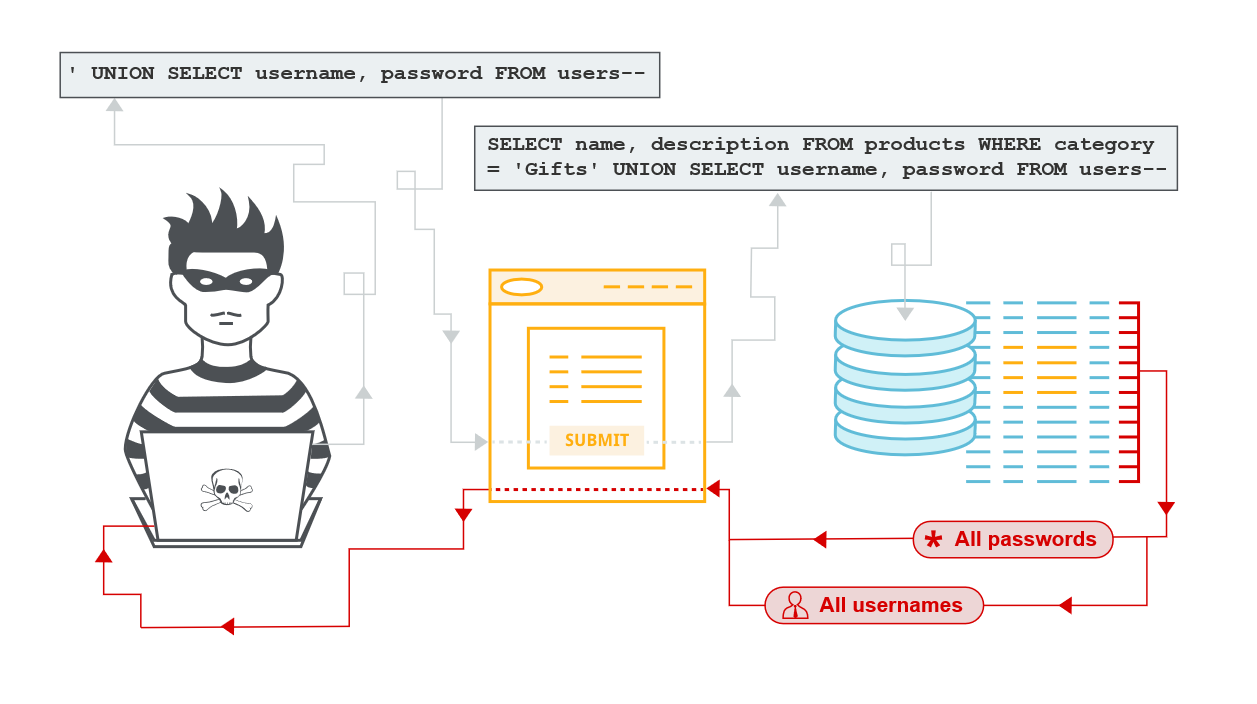 ' UNION SELECT username, password FROM users--
SELECT name, description FROM products WHERE category
= 'Gifts' UNION SELECT username, password FROM users--
SUBMIT
* All passwords
All usernames